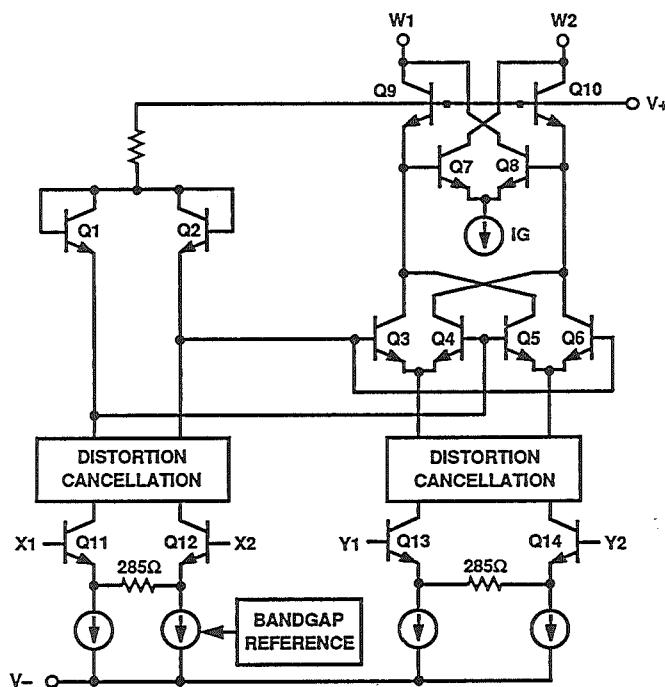 W1 W2
Q9 Q10 V+
Q7 Q8
Q1 Q2 IG
Q3 Q4 Q5 Q6
DISTORTION
CANCELLATION
DISTORTION
CANCELLATION
X1 Q11 Q12 X2
Y1 Q13 Q14 Y2
285Ω 285Ω
BANDGAP
REFERENCE
V−